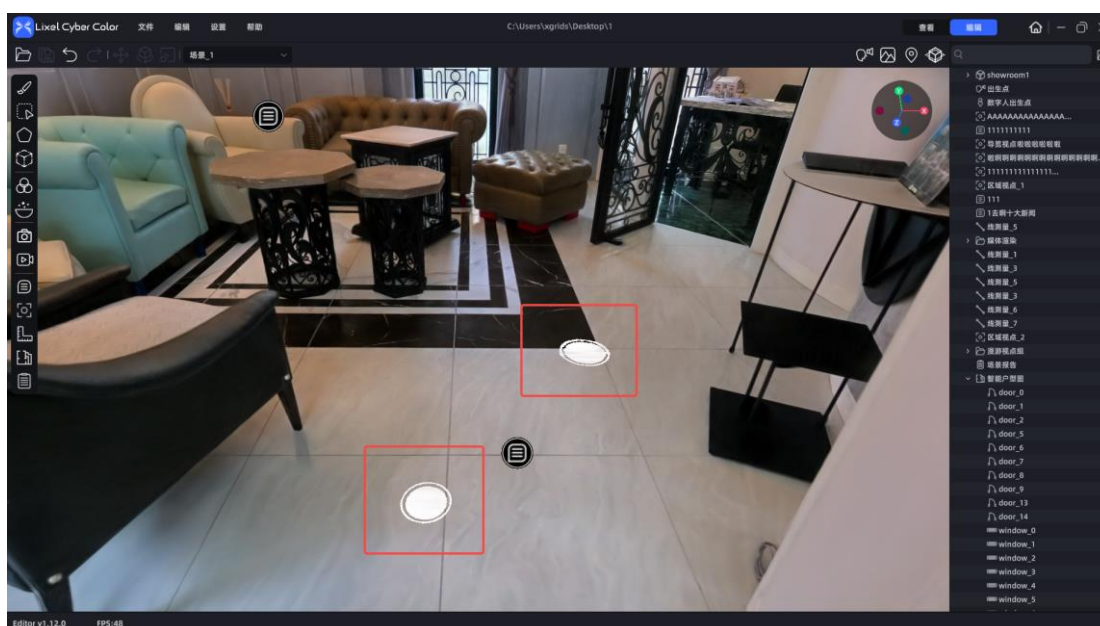 Lixel Cyber Color 文件 编辑 设置 帮助 C:\Users\xgrids\Desktop\1 查看 编辑
场景_1
showroom1
出生点
数字人出生点
AAAAAAAAAAAAAAA...
1111111111
导览视点啦啦啦啦啦啦
111111111111111...
区域视点_1
111
1去啊十大新闻
线测量_5
媒体渲染
线测量_1
线测量_3
线测量_5
线测量_3
线测量_6
线测量_7
区域视点_2
漫游视点组
场景报告
智能户型图
door_0
door_1
door_2
door_5
door_6
door_7
door_8
door_9
door_13
door_14
window_0
window_1
window_2
window_3
window_4
window_5
Editor v1.12.0 FPS:48